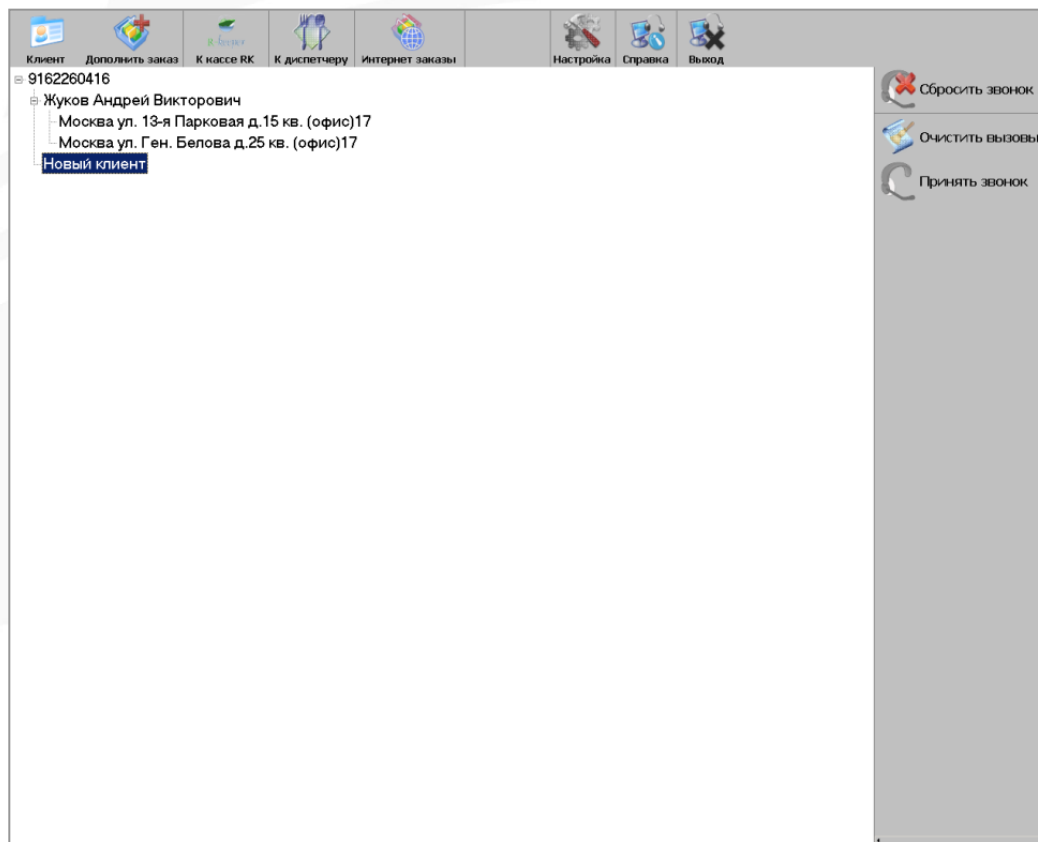 Клиент
Дополнить заказ
К кассе RK
К диспетчеру
Интернет заказы
Настройка
Справка
Выход
9162260416
Жуков Андрей Викторович
Москва ул. 13-я Парковая д.15 кв. (офис)17
Москва ул. Ген. Белова д.25 кв. (офис)17
Новый клиент
Сбросить звонок
Очистить вызовы
Принять звонок